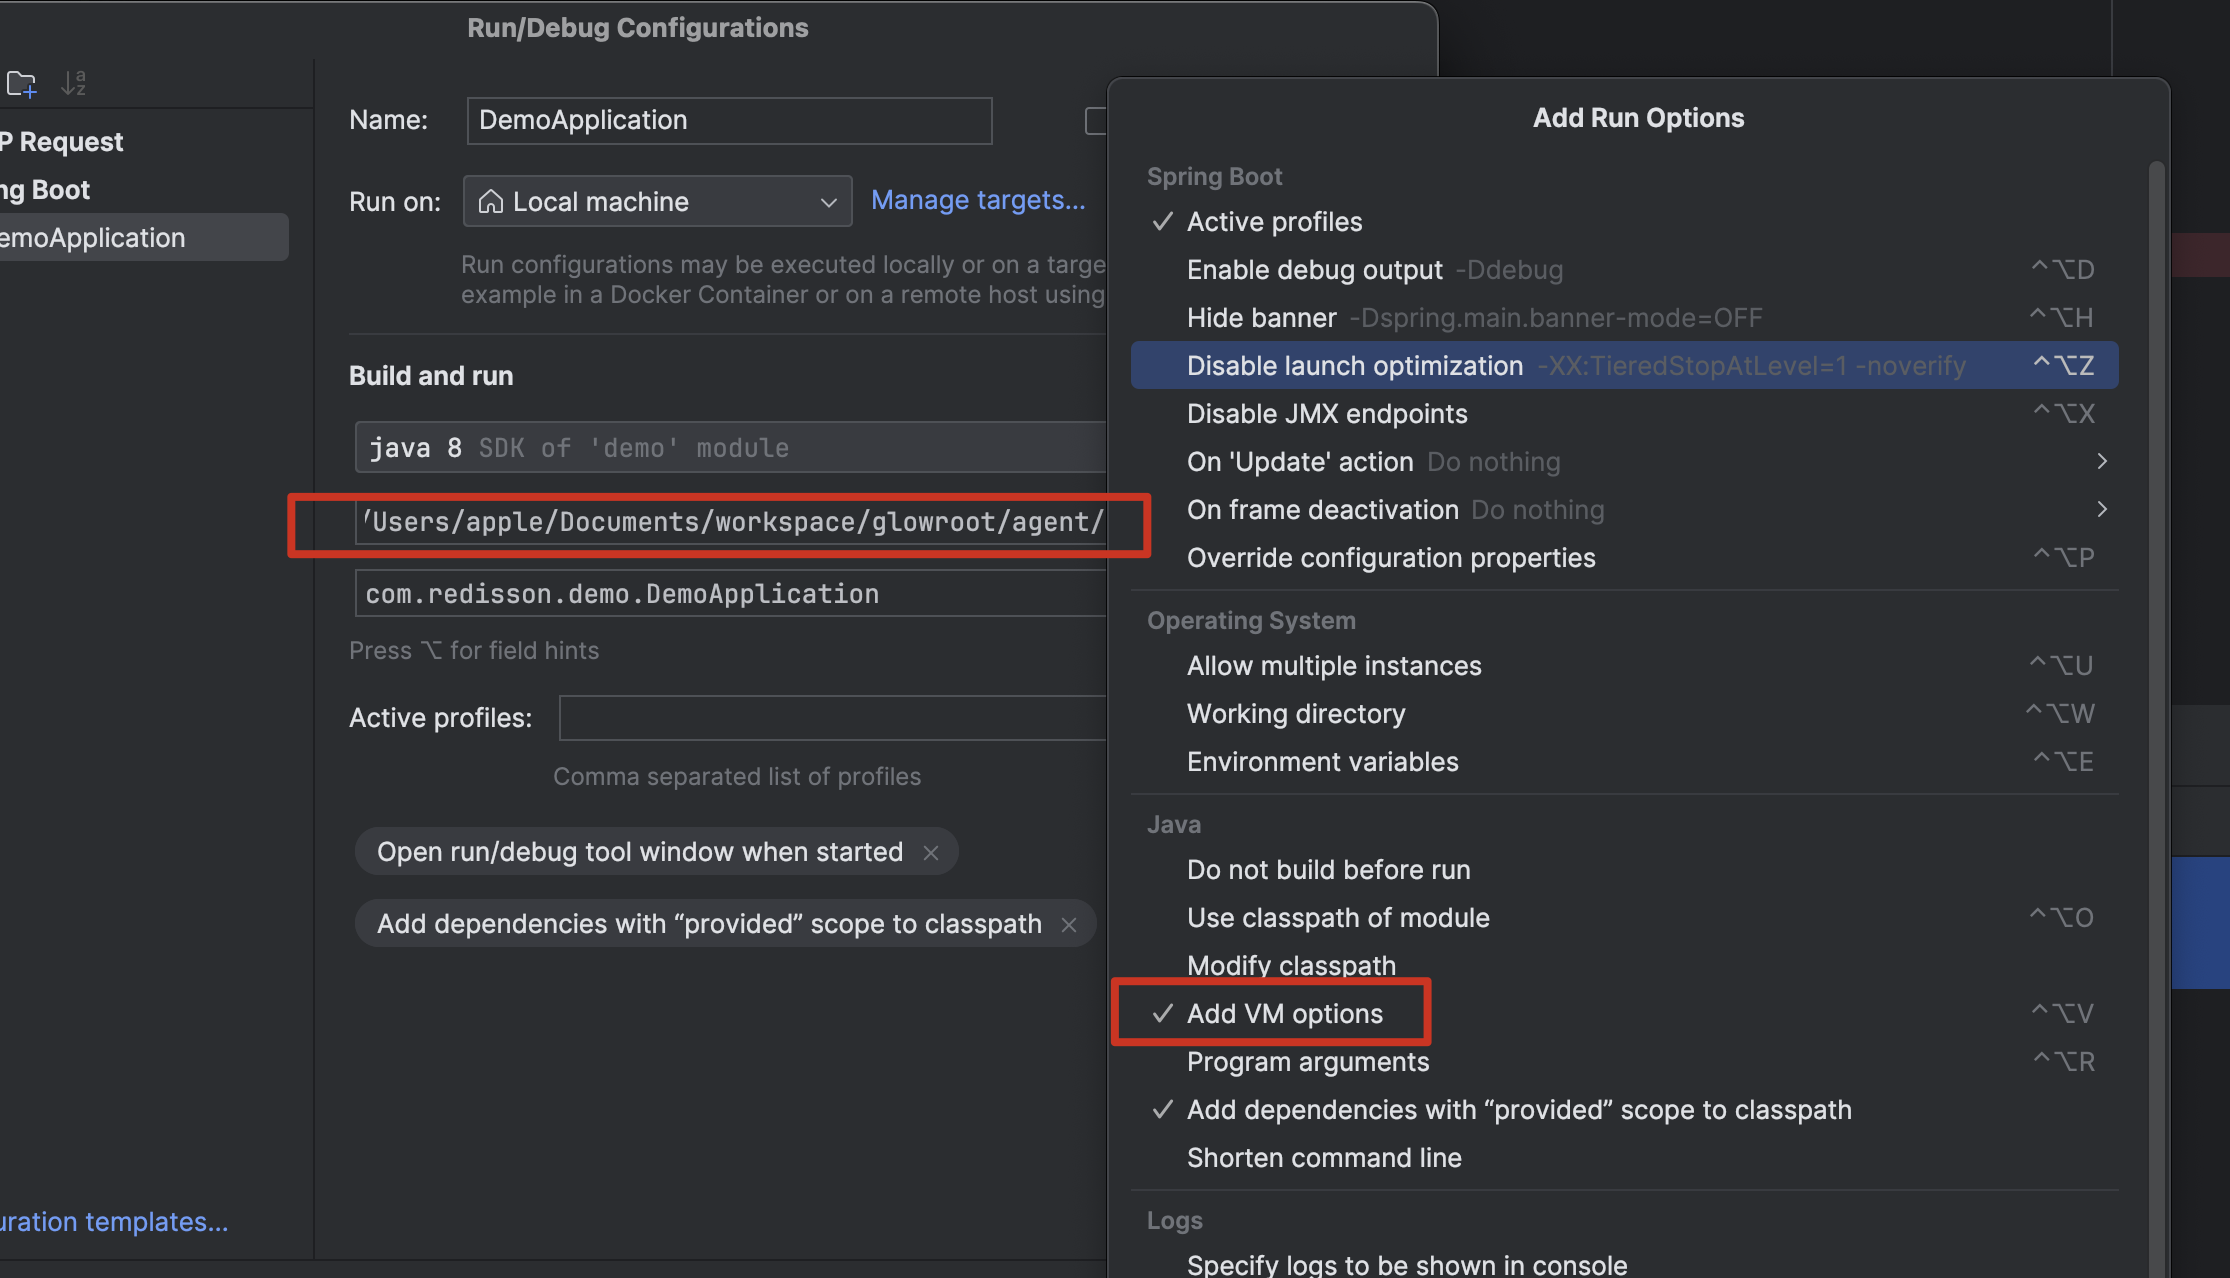 Run/Debug Configurations
P Request
ng Boot
emoApplication
uration templates...
Name:
DemoApplication
Run on:
Local machine
Manage targets...
Run configurations may be executed locally or on a targe
example in a Docker Container or on a remote host using
Build and run
java 8 SDK of 'demo' module
/Users/apple/Documents/workspace/glowroot/agent/
com.redisson.demo.DemoApplication
Press ⌥ for field hints
Active profiles:
Comma separated list of profiles
Open run/debug tool window when started ×
Add dependencies with “provided” scope to classpath ×
Add Run Options
Spring Boot
✓ Active profiles
Enable debug output -Ddebug ⌃⌥D
Hide banner -Dspring.main.banner-mode=OFF ⌃⌥H
Disable launch optimization -XX:TieredStopAtLevel=1 -noverify ⌃⌥Z
Disable JMX endpoints ⌃⌥X
On 'Update' action Do nothing
On frame deactivation Do nothing
Override configuration properties ⌃⌥P
Operating System
Allow multiple instances ⌃⌥U
Working directory ⌃⌥W
Environment variables ⌃⌥E
Java
Do not build before run
Use classpath of module ⌃⌥O
Modify classpath
✓ Add VM options ⌃⌥V
Program arguments ⌃⌥R
✓ Add dependencies with “provided” scope to classpath
Shorten command line
Logs
Specify logs to be shown in console